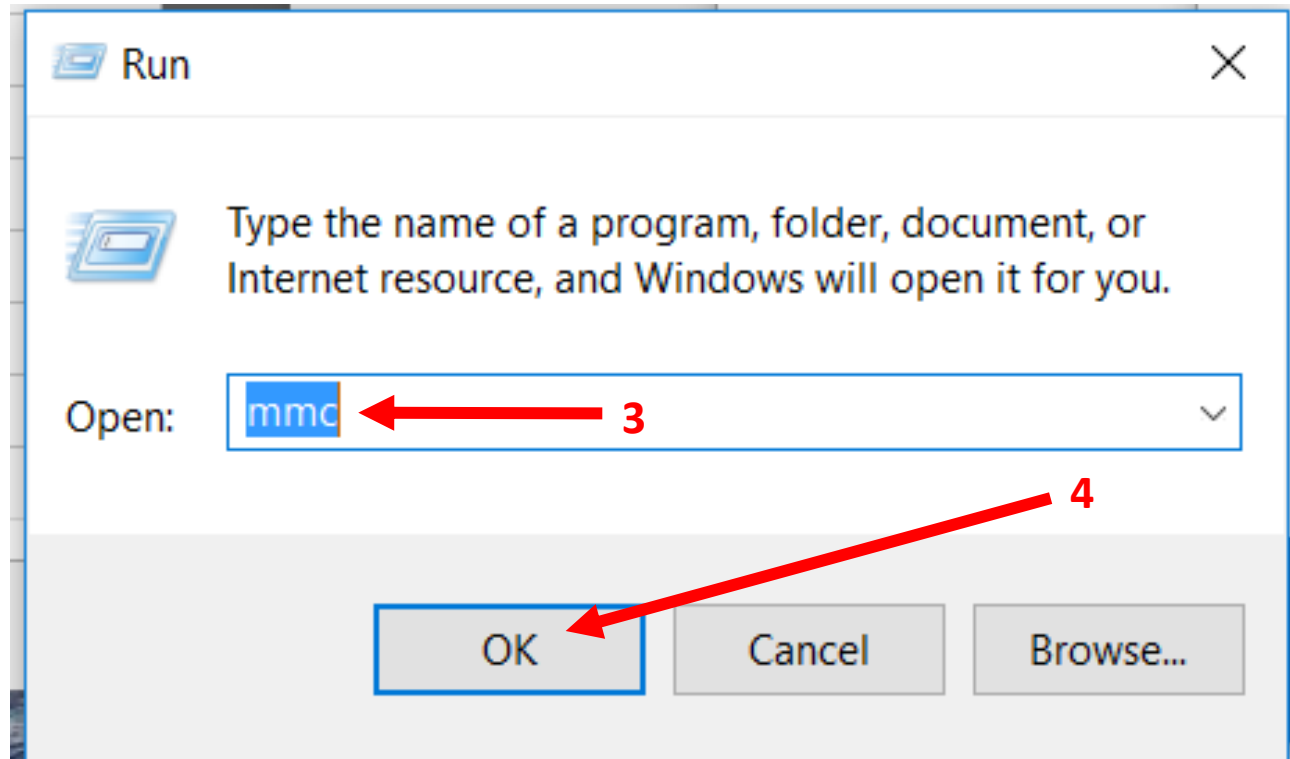 Run
Type the name of a program, folder, document, or
Internet resource, and Windows will open it for you.
Open: mmc 3
4
OK Cancel Browse...